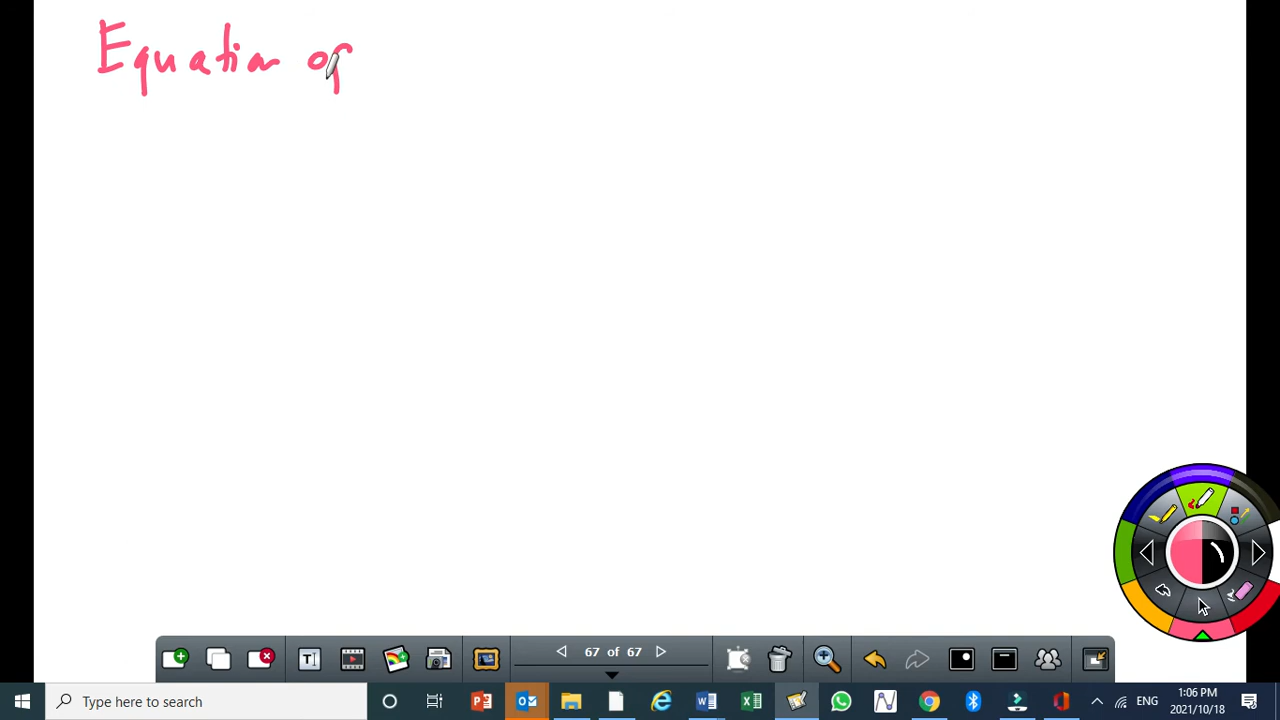 Equation of
67 of 67
Type here to search
ENG
1:06 PM
2021/10/18